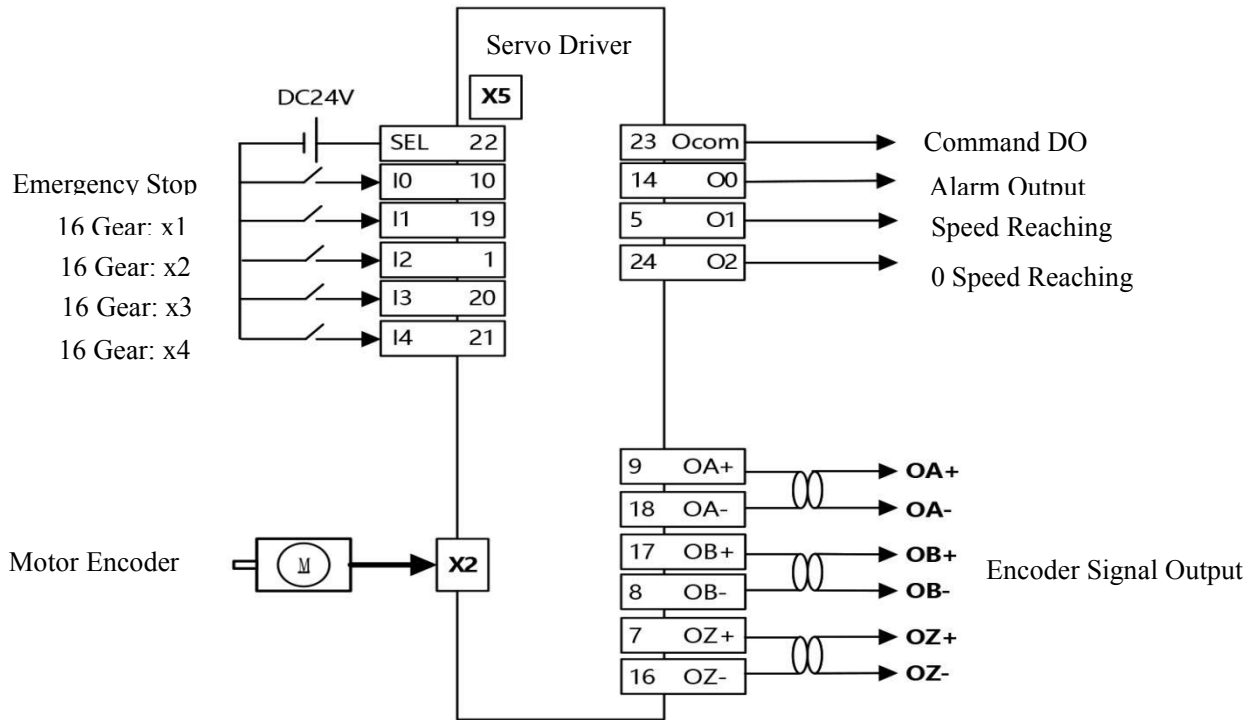 Servo Driver
X5
DC24V
SEL 22
I0 10
I1 19
I2 1
I3 20
I4 21
Emergency Stop
16 Gear: x1
16 Gear: x2
16 Gear: x3
16 Gear: x4
23 Ocom
14 O0
5 O1
24 O2
Command DO
Alarm Output
Speed Reaching
0 Speed Reaching
Motor Encoder
M
X2
9 OA+
18 OA-
17 OB+
8 OB-
7 OZ+
16 OZ-
OA+
OA-
OB+
OB-
OZ+
OZ-
Encoder Signal Output